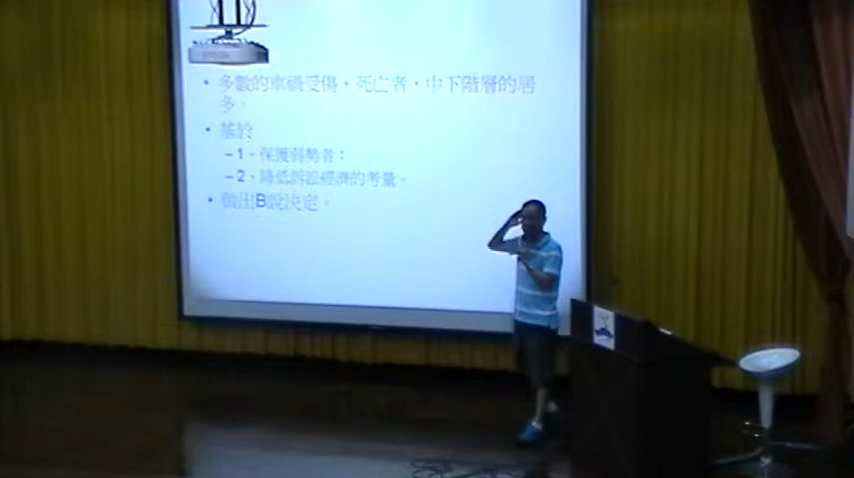 • 多數的車禍受傷、死亡者，中下階層的居
多。
• 基於
–1、保護弱勢者；
–2、降低訴訟經濟的考量。
• 做出B說決定。